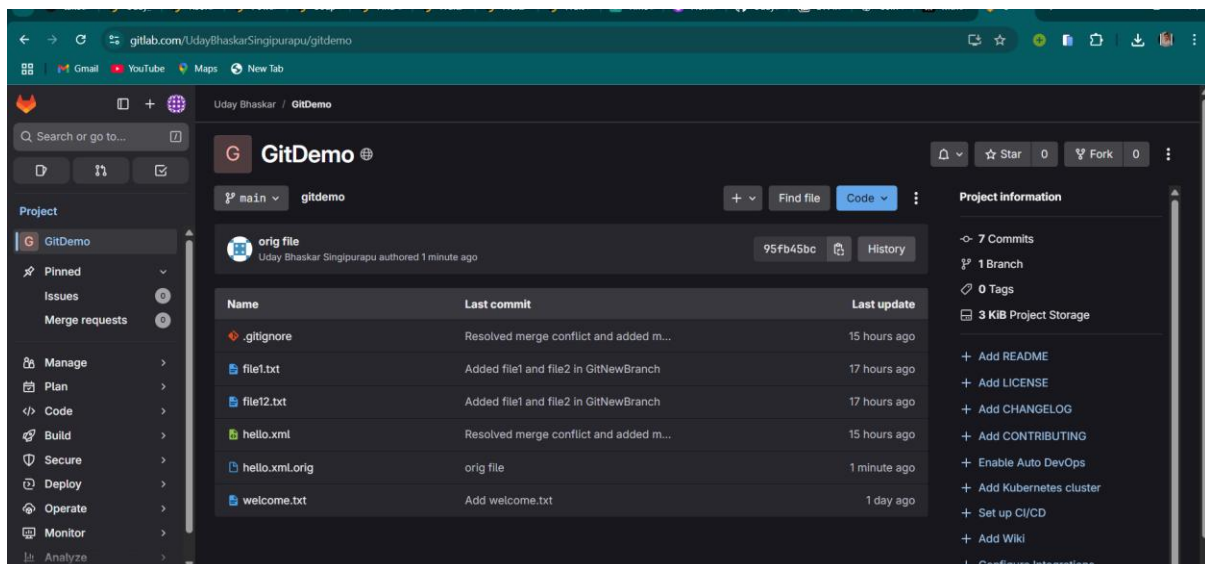 gitlab.com/UdayBhaskarSingipurapu/gitdemo
Gmail YouTube Maps New Tab
Uday Bhaskar / GitDemo
Search or go to...
Project
G GitDemo
Pinned
Issues 0
Merge requests 0
Manage
Plan
Code
Build
Secure
Deploy
Operate
Monitor
Analyze
G GitDemo
Star 0 Fork 0
main gitdemo
Find file Code
orig file
Uday Bhaskar Singipurapu authored 1 minute ago
95fb45bc History
Name Last commit Last update
.gitignore Resolved merge conflict and added m... 15 hours ago
file1.txt Added file1 and file2 in GitNewBranch 17 hours ago
file12.txt Added file1 and file2 in GitNewBranch 17 hours ago
hello.xml Resolved merge conflict and added m... 15 hours ago
hello.xml.orig orig file 1 minute ago
welcome.txt Add welcome.txt 1 day ago
Project information
7 Commits
1 Branch
0 Tags
3 KiB Project Storage
+ Add README
+ Add LICENSE
+ Add CHANGELOG
+ Add CONTRIBUTING
+ Enable Auto DevOps
+ Add Kubernetes cluster
+ Set up CI/CD
+ Add Wiki
+ Configure Integrations